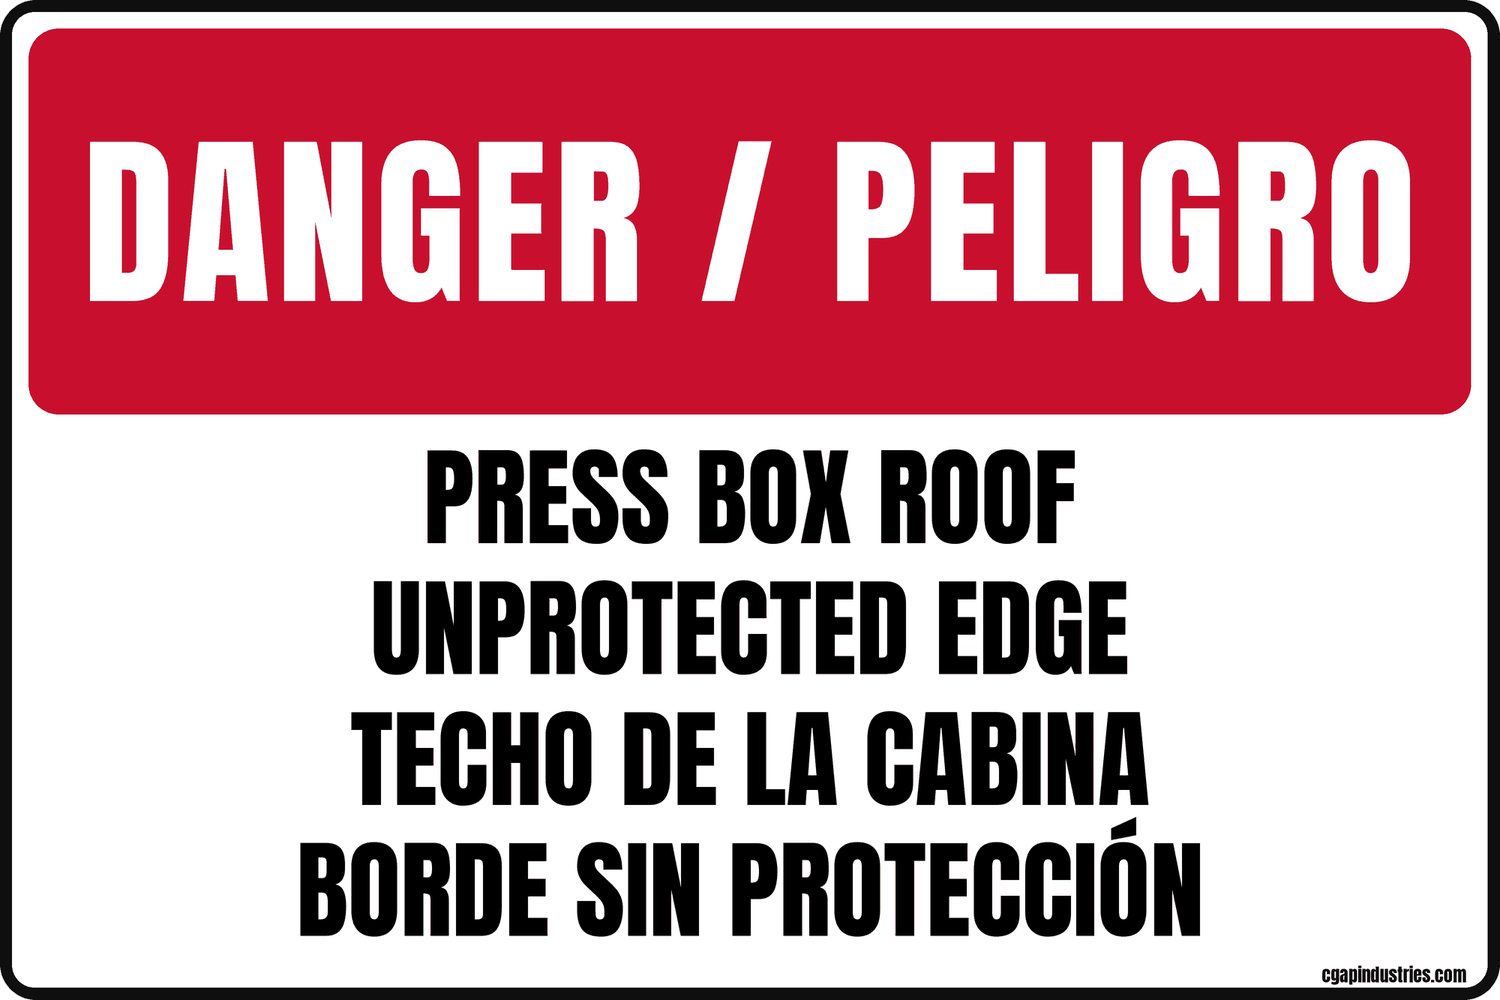 DANGER / PELIGRO
PRESS BOX ROOF
UNPROTECTED EDGE
TECHO DE LA CABINA
BORDE SIN PROTECCIÓN
cgapindustries.com